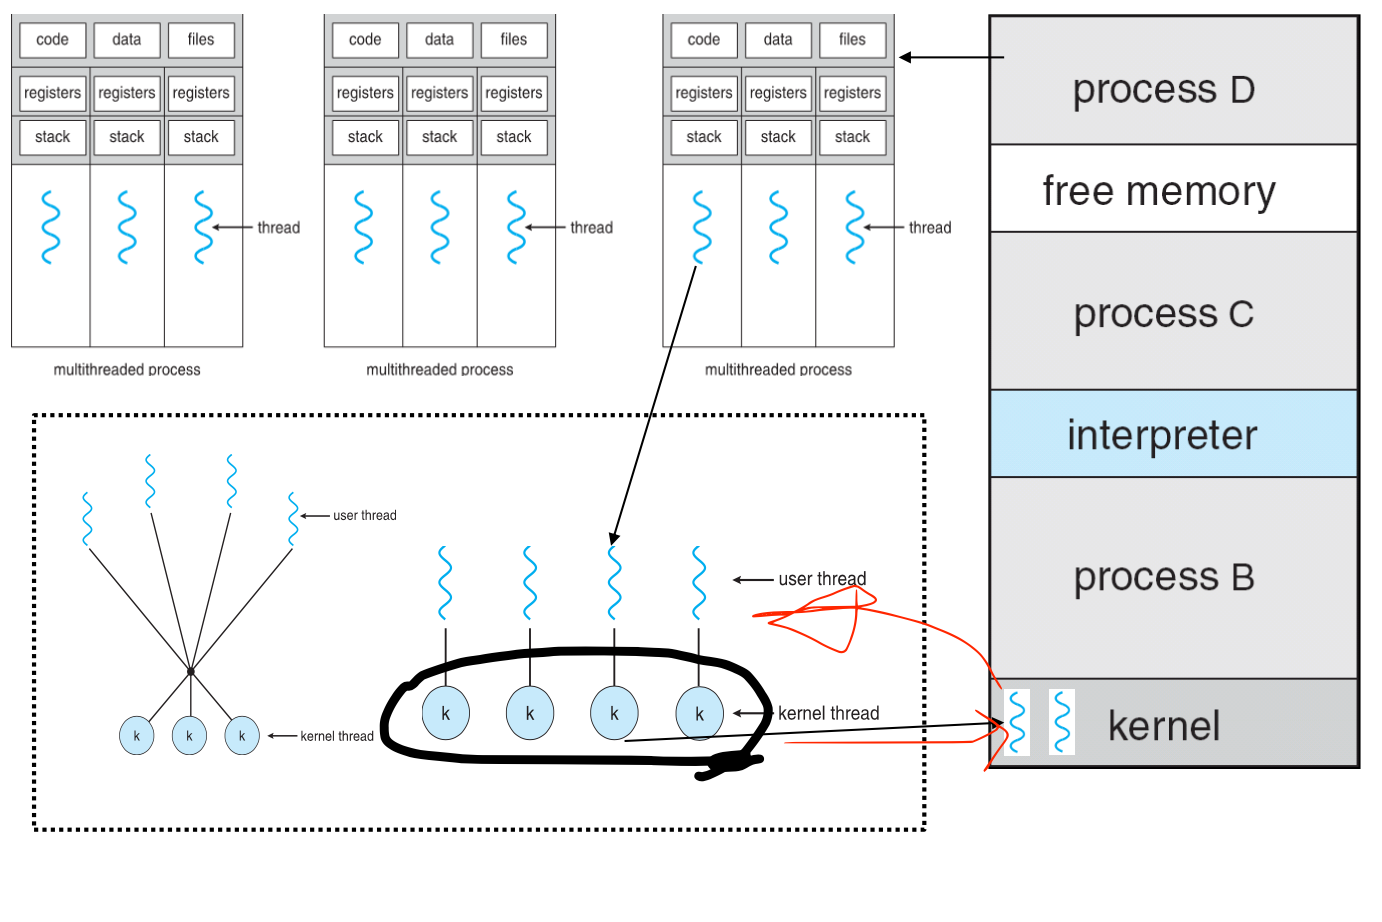 code data files
registers registers registers
stack stack stack
thread
multithreaded process
code data files
registers registers registers
stack stack stack
thread
multithreaded process
code data files
registers registers registers
stack stack stack
thread
multithreaded process
process D
free memory
process C
interpreter
process B
kernel
user thread
k k k
kernel thread
user thread
k k k k
kernel thread